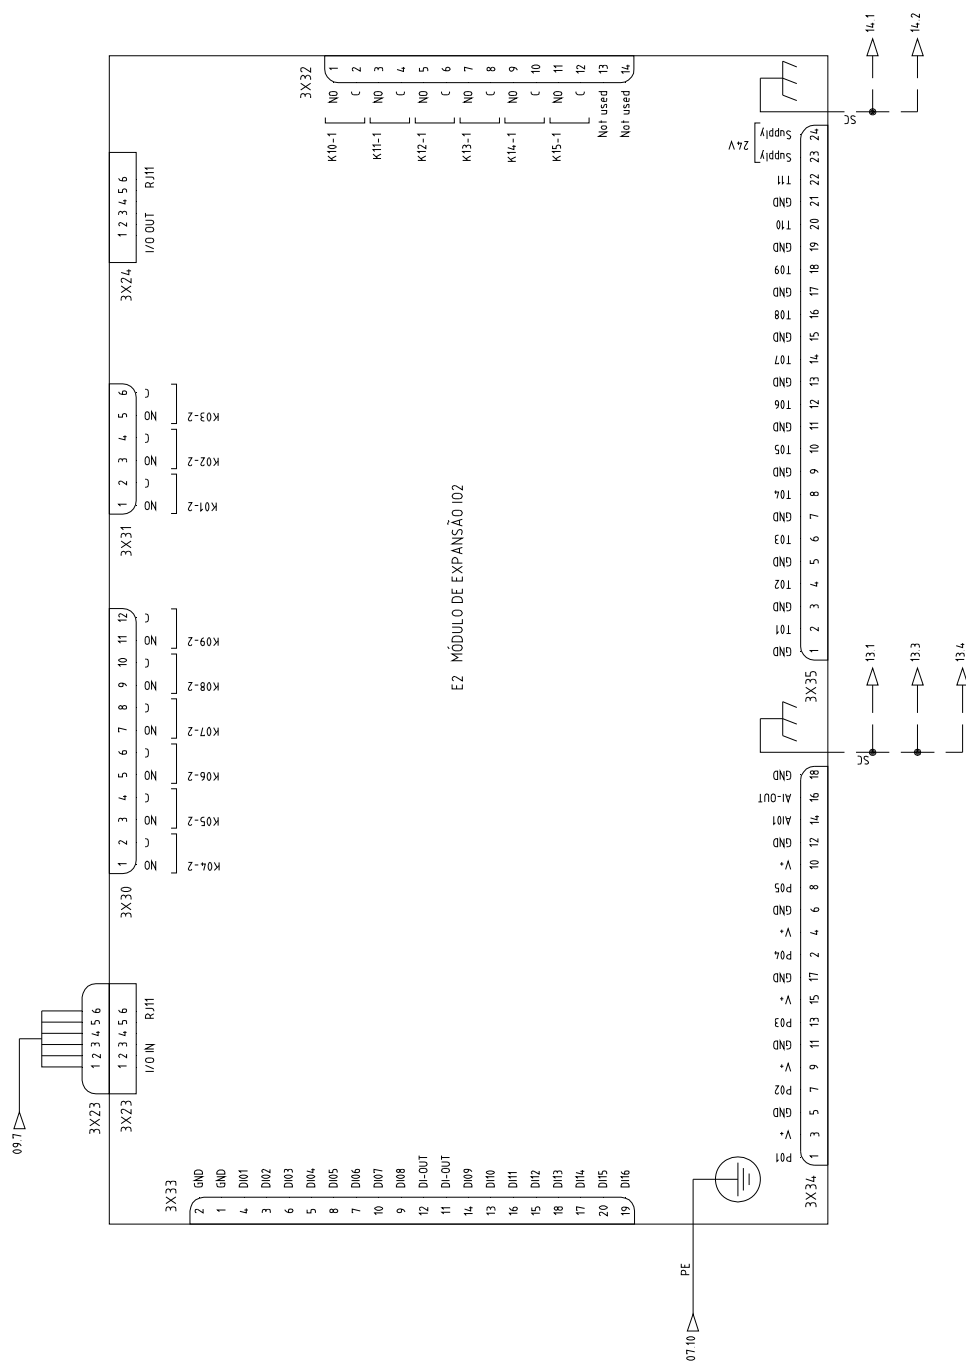 14.1
14.2
3X32
1 NO
2 C
3 NO
4 C
5 NO
6 C
7 NO
8 C
9 NO
10 C
11 NO
12 C
13 Not used
14 Not used
K10-1
K11-1
K12-1
K13-1
K14-1
K15-1
3X24
1 2 3 4 5 6
I/O OUT RJ11
3X31
1 NO
2 C
3 NO
4 C
5 NO
6 C
K01-2
K02-2
K03-2
3X30
1 NO
2 C
3 NO
4 C
5 NO
6 C
7 NO
8 C
9 NO
10 C
11 NO
12 C
K04-2
K05-2
K06-2
K07-2
K08-2
K09-2
E2 MÓDULO DE EXPANSÃO IO2
SC
24V
24 Supply
23 Supply
22 T11
21 GND
20 T10
19 GND
18 T09
17 GND
16 T08
15 GND
14 T07
13 GND
12 T06
11 GND
10 T05
9 GND
8 T04
7 GND
6 T03
5 GND
4 T02
3 GND
2 T01
1 GND
3X35
13.1
13.3
13.4
SC
18 GND
16 AI-OUT
14 AI01
12 GND
10 V+
8 P05
6 GND
4 V+
2 P04
17 GND
15 V+
13 P03
11 GND
9 V+
7 P02
5 GND
3 V+
1 P01
3X34
09.7
3X23
1 2 3 4 5 6
3X23
1 2 3 4 5 6
I/O IN RJ11
3X33
2 GND
1 GND
4 DI01
3 DI02
6 DI03
5 DI04
8 DI05
7 DI06
10 DI07
9 DI08
12 DI-OUT
11 DI-OUT
14 DI09
13 DI10
16 DI11
15 DI12
18 DI13
17 DI14
20 DI15
19 DI16
PE
07.10